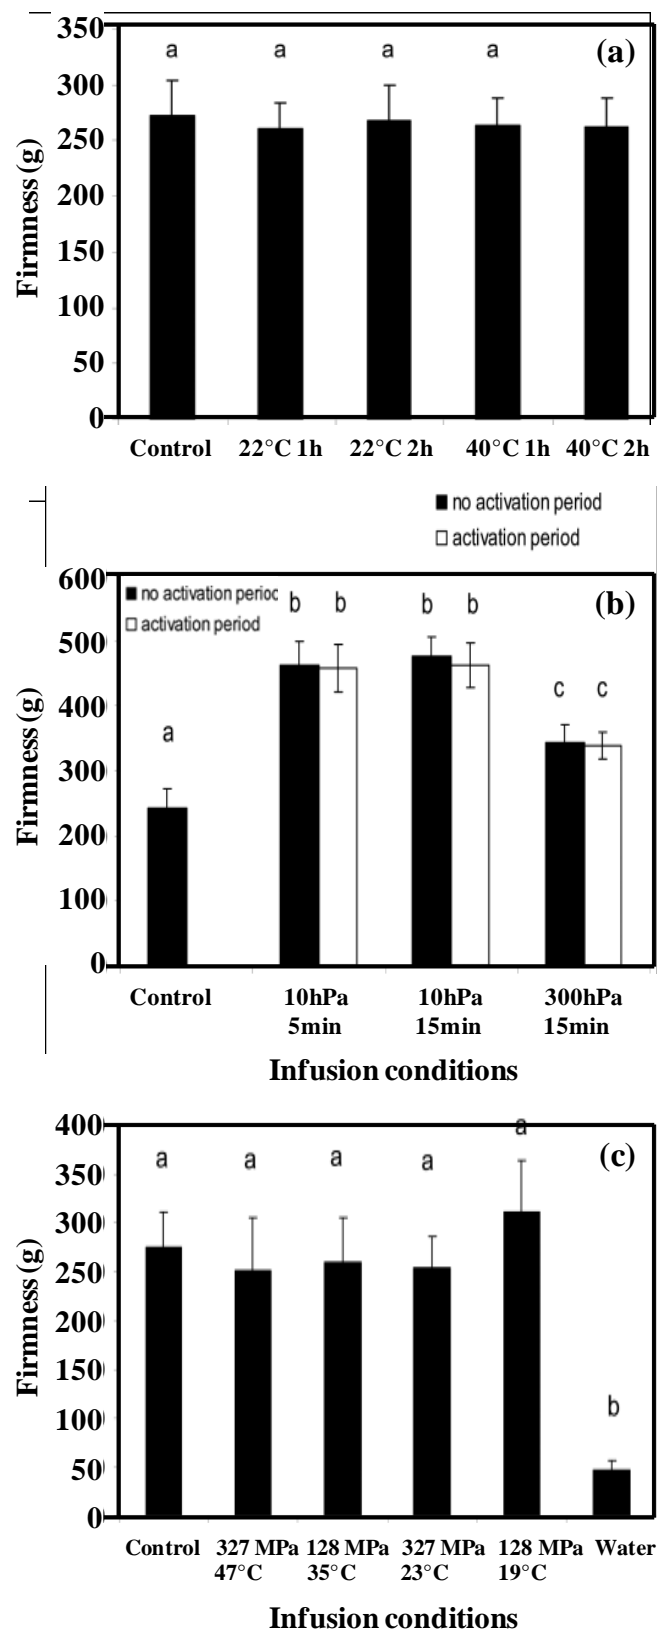 350
a a a a (a)
300
250
200
150
100
50
0
Firmness (g)
Control 22°C 1h 22°C 2h 40°C 1h 40°C 2h
no activation period
activation period
600
no activation period
activation period
b b b b (b)
500
400
c c
a
300
200
100
0
Firmness (g)
Control 10hPa 10hPa 300hPa
5min 15min 15min
Infusion conditions
400
a
a a a a (c)
350
300
250
200
150
100
b
50
0
Firmness (g)
Control 327 MPa 128 MPa 327 MPa 128 MPa Water
47°C 35°C 23°C 19°C
Infusion conditions